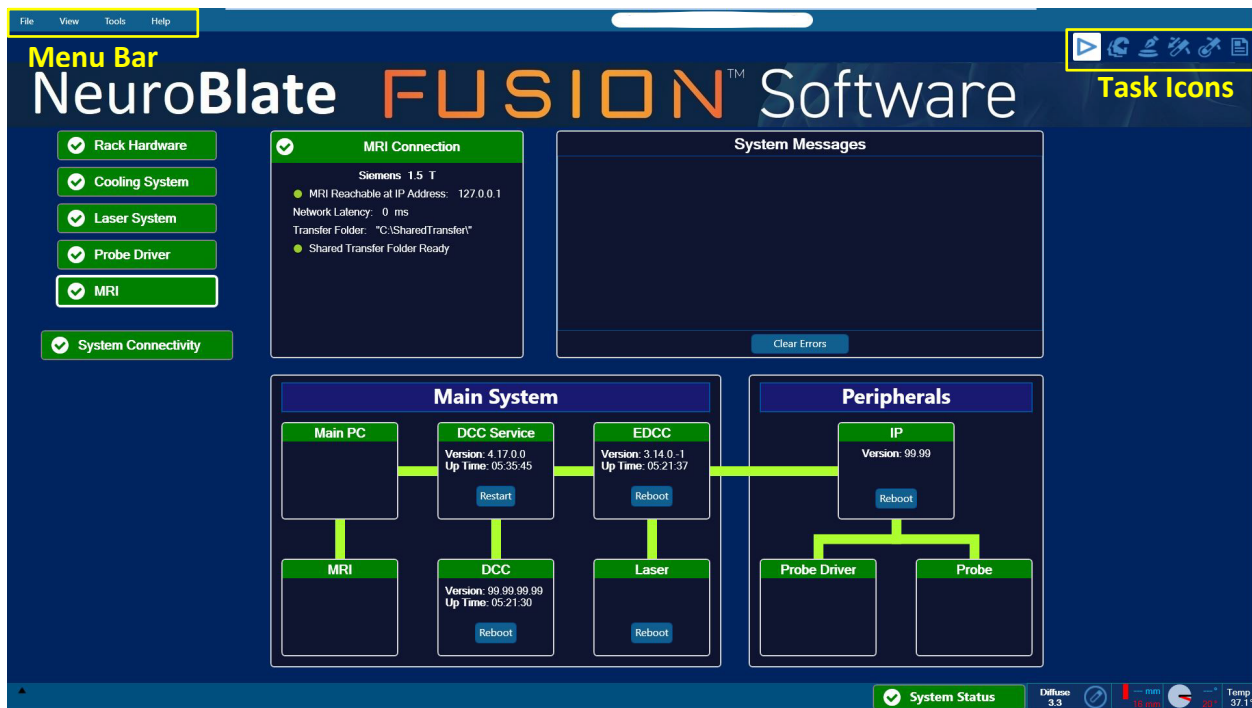 File View Tools Help
Menu Bar
Task Icons
NeuroBlate FUSION™ Software
Rack Hardware
Cooling System
Laser System
Probe Driver
MRI
System Connectivity
MRI Connection
Siemens 1.5 T
MRI Reachable at IP Address: 127.0.0.1
Network Latency: 0 ms
Transfer Folder: "C:\SharedTransfer\"
Shared Transfer Folder Ready
System Messages
Clear Errors
Main System
Main PC
DCC Service
Version: 4.17.0.0
Up Time: 05:35:45
Restart
EDCC
Version: 3.14.0.-1
Up Time: 05:21:37
Reboot
MRI
DCC
Version: 99.99.99.99
Up Time: 05:21:30
Reboot
Laser
Reboot
Peripherals
IP
Version: 99.99
Reboot
Probe Driver
Probe
System Status
Diffuse
3.3
— mm
16 mm
—°
20°
Temp
37.1°